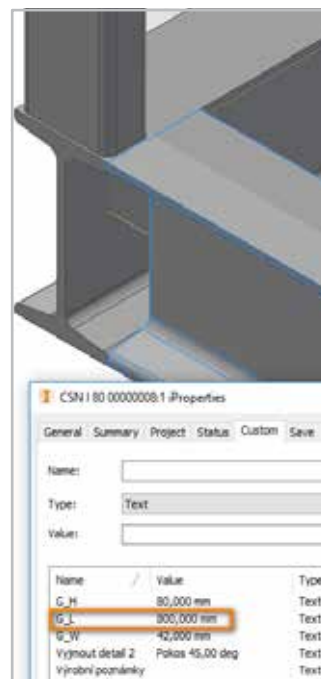 CSN I 80 00000008:1 iProperties
General Summary Project Status Custom Save
Name:
Type: Text
Value:
Name / Value Type
G_H 80,000 mm Text
G_L 800,000 mm Text
G_W 42,000 mm Text
Vyjmout detail 2 Pokos 45,00 deg Text
Výrobní poznámky Text